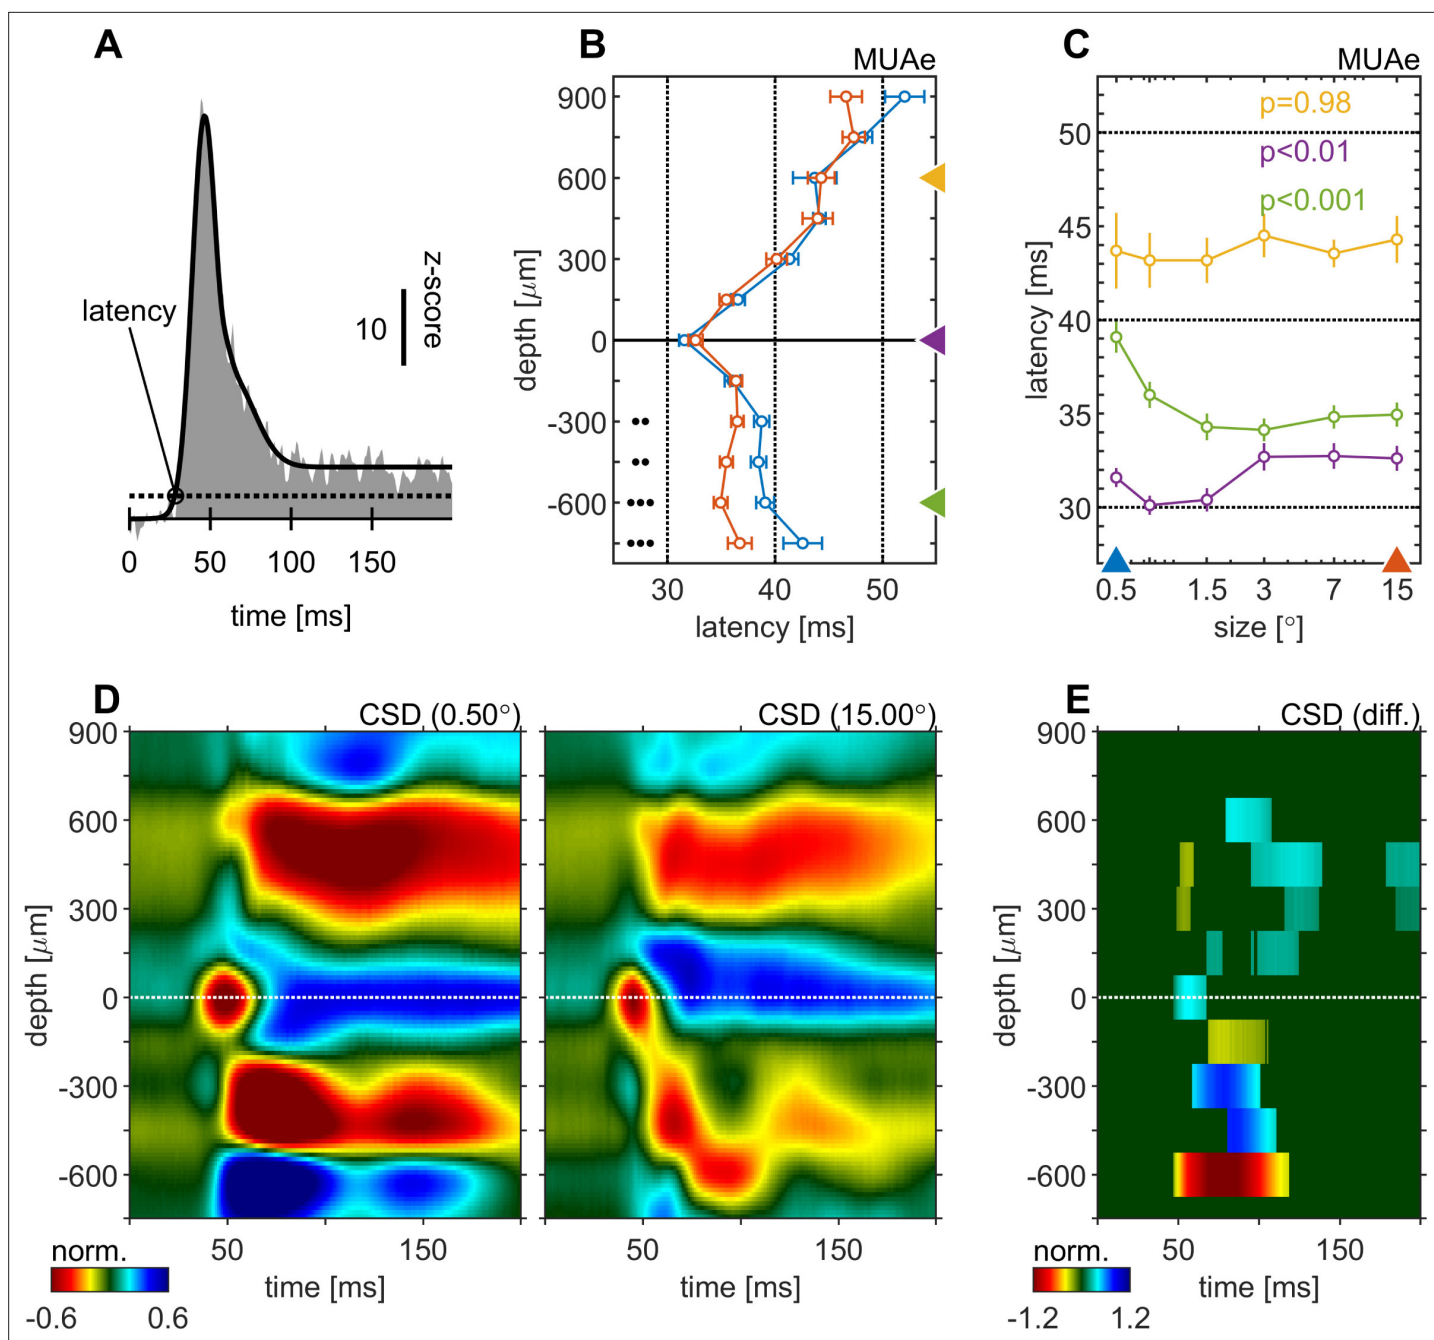 A
latency
10
z-score
0 50 100 150
time [ms]
B
MUAe
900
600
300
0
-300
-600
depth [μm]
30 40 50
latency [ms]
C
MUAe
p=0.98
p<0.01
p<0.001
50
45
40
35
30
latency [ms]
0.5 1.5 3 7 15
size [°]
D
CSD (0.50°)
CSD (15.00°)
900
600
300
0
-300
-600
depth [μm]
50 150
50 150
time [ms]
time [ms]
norm.
-0.6 0.6
E
CSD (diff.)
900
600
300
0
-300
-600
depth [μm]
50 150
time [ms]
norm.
-1.2 1.2